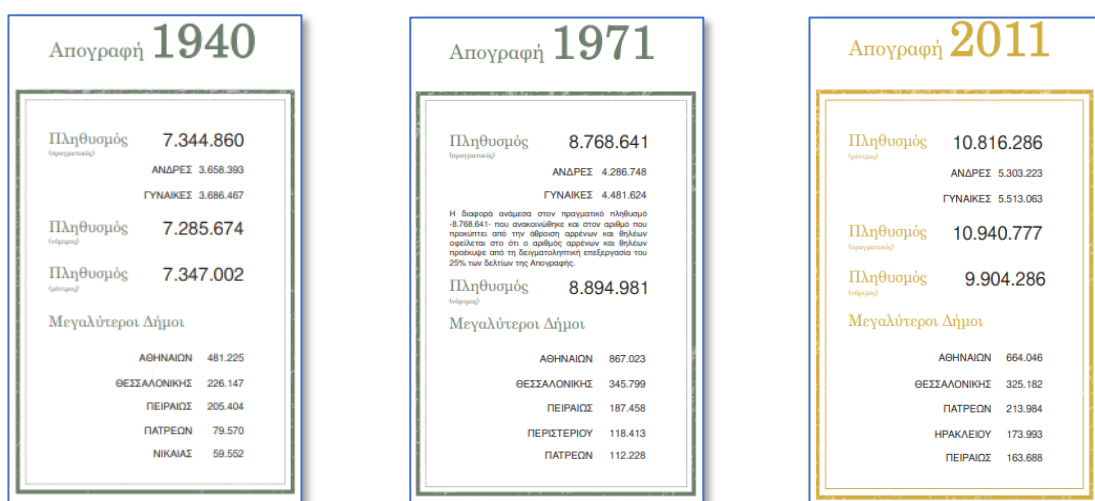 Απογραφή 1940
Πληθυσμός 7.344.860
(πραγματικός)
ΑΝΔΡΕΣ 3.658.393
ΓΥΝΑΙΚΕΣ 3.686.467
Πληθυσμός 7.285.674
(νόμιμος)
Πληθυσμός 7.347.002
(μόνιμος)
Μεγαλύτεροι Δήμοι
ΑΘΗΝΑΙΩΝ 481.225
ΘΕΣΣΑΛΟΝΙΚΗΣ 226.147
ΠΕΙΡΑΙΩΣ 205.404
ΠΑΤΡΕΩΝ 79.570
ΝΙΚΑΙΑΣ 59.552
Απογραφή 1971
Πληθυσμός 8.768.641
(πραγματικός)
ΑΝΔΡΕΣ 4.286.748
ΓΥΝΑΙΚΕΣ 4.481.624
Η διαφορά ανάμεσα στον πραγματικό πληθυσμό
-8.768.641- που ανακοινώθηκε και στον αριθμό που
προκύπτει από την άθροιση αρρένων και θηλέων
οφείλεται στο ότι ο αριθμός αρρένων και θηλέων
προέκυψε από τη δειγματοληπτική επεξεργασία του
25% των δελτίων της Απογραφής.
Πληθυσμός 8.894.981
(νόμιμος)
Μεγαλύτεροι Δήμοι
ΑΘΗΝΑΙΩΝ 867.023
ΘΕΣΣΑΛΟΝΙΚΗΣ 345.799
ΠΕΙΡΑΙΩΣ 187.458
ΠΕΡΙΣΤΕΡΙΟΥ 118.413
ΠΑΤΡΕΩΝ 112.228
Απογραφή 2011
Πληθυσμός 10.816.286
(μόνιμος)
ΑΝΔΡΕΣ 5.303.223
ΓΥΝΑΙΚΕΣ 5.513.063
Πληθυσμός 10.940.777
(πραγματικός)
Πληθυσμός 9.904.286
(νόμιμος)
Μεγαλύτεροι Δήμοι
ΑΘΗΝΑΙΩΝ 664.046
ΘΕΣΣΑΛΟΝΙΚΗΣ 325.182
ΠΑΤΡΕΩΝ 213.984
ΗΡΑΚΛΕΙΟΥ 173.993
ΠΕΙΡΑΙΩΣ 163.688